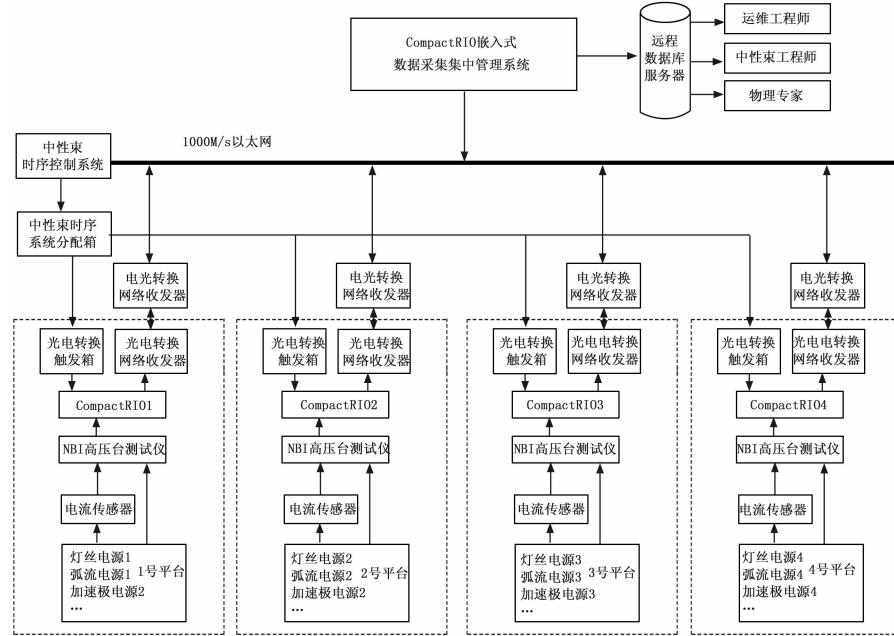 CompactRIO嵌入式
数据采集集中管理系统
远程
数据库
服务器
运维工程师
中性束工程师
物理专家
中性束
时序控制系统
1000M/s以太网
中性束时序
系统分配箱
电光转换
网络收发器
电光转换
网络收发器
电光转换
网络收发器
电光转换
网络收发器
光电转换
触发箱
光电转换
网络收发器
光电转换
触发箱
光电电转换
网络收发器
光电转换
触发箱
光电电转换
网络收发器
光电转换
触发箱
光电电转换
网络收发器
CompactRIO1
CompactRIO2
CompactRIO3
CompactRIO4
NBI高压台测试仪
NBI高压台测试仪
NBI高压台测试仪
NBI高压台测试仪
电流传感器
电流传感器
电流传感器
电流传感器
灯丝电源1
弧流电源1
加速极电源2
...
1号平台
灯丝电源2
弧流电源2
加速极电源2
...
2号平台
灯丝电源3
弧流电源3
加速极电源3
...
3号平台
灯丝电源4
弧流电源4
加速极电源4
...
4号平台